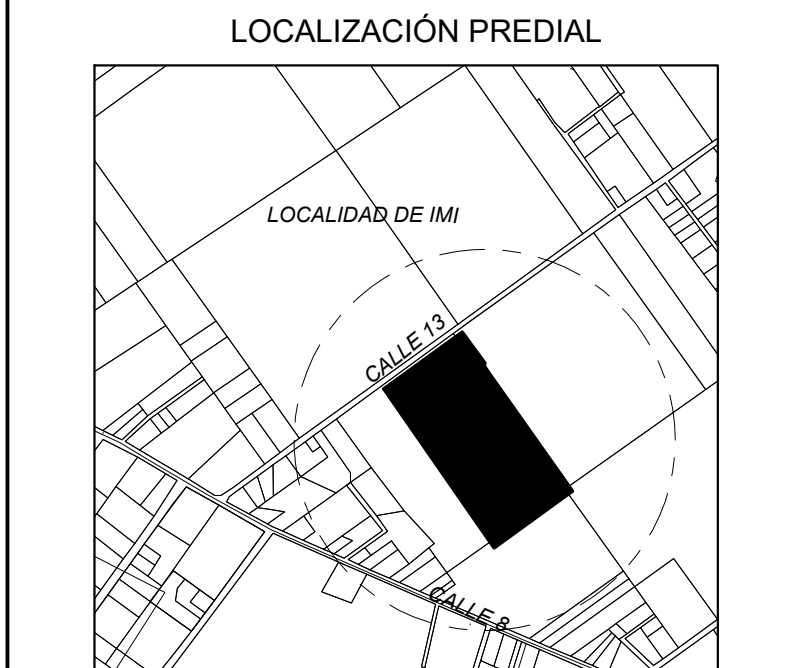 LOCALIZACIÓN PREDIAL
LOCALIDAD DE IMI
CALLE 13
CALLE 8